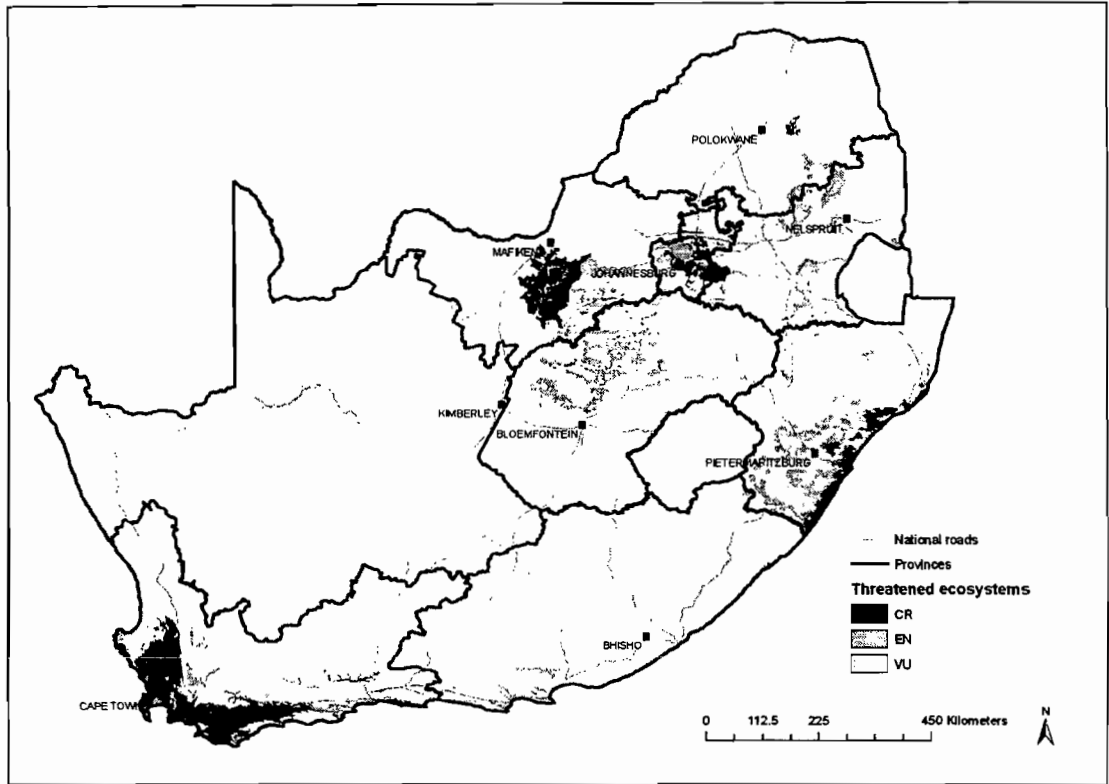 POLOKWANE
NELSPRUIT
MAFIKEN
JOHANNESBURG
KIMBERLEY
BLOEMFONTEIN
PIETERMARITZBURG
National roads
Provinces
Threatened ecosystems
CR
EN
VU
BHISHO
CAPE TOWN
N
0 112.5 225 450 Kilometers